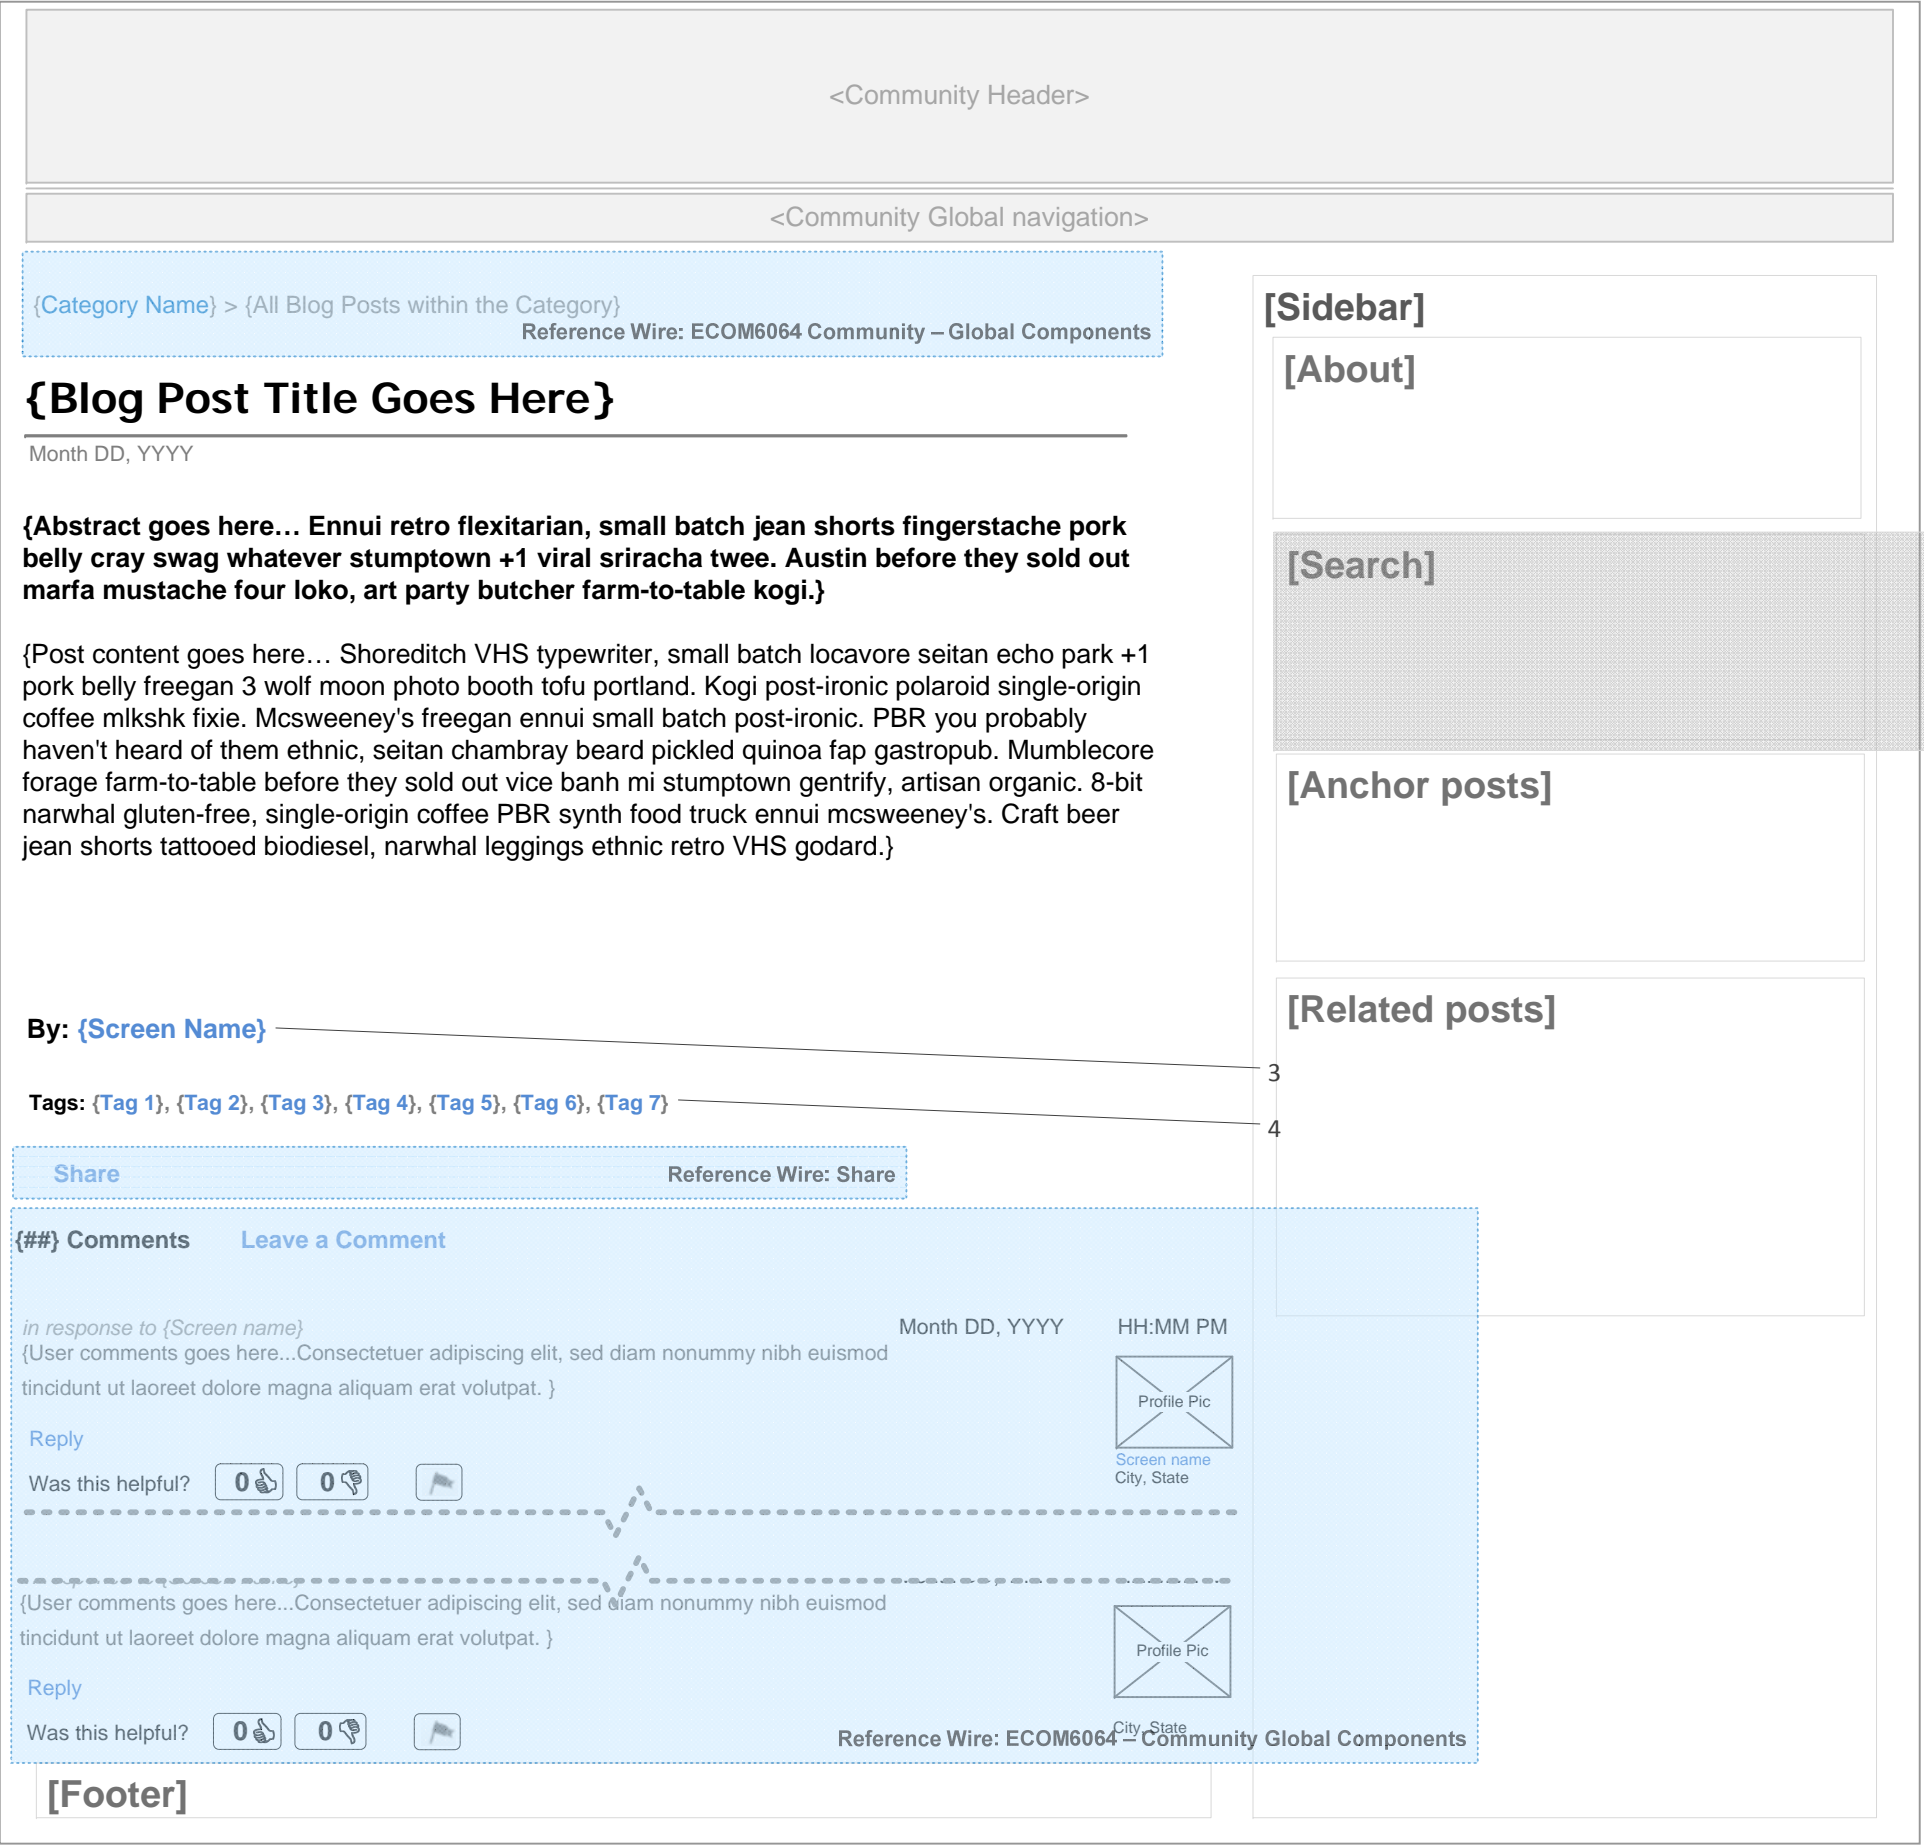 <Community Header>
<Community Global navigation>
{Category Name} > {All Blog Posts within the Category}
Reference Wire: ECOM6064 Community – Global Components
{Blog Post Title Goes Here}
Month DD, YYYY
{Abstract goes here… Ennui retro flexitarian, small batch jean shorts fingerstache pork
belly cray swag whatever stumptown +1 viral sriracha twee. Austin before they sold out
marfa mustache four loko, art party butcher farm-to-table kogi.}
{Post content goes here… Shoreditch VHS typewriter, small batch locavore seitan echo park +1
pork belly freegan 3 wolf moon photo booth tofu portland. Kogi post-ironic polaroid single-origin
coffee mlkshk fixie. Mcsweeney's freegan ennui small batch post-ironic. PBR you probably
haven't heard of them ethnic, seitan chambray beard pickled quinoa fap gastropub. Mumblecore
forage farm-to-table before they sold out vice banh mi stumptown gentrify, artisan organic. 8-bit
narwhal gluten-free, single-origin coffee PBR synth food truck ennui mcsweeney's. Craft beer
jean shorts tattooed biodiesel, narwhal leggings ethnic retro VHS godard.}
By: {Screen Name}
3
Tags: {Tag 1}, {Tag 2}, {Tag 3}, {Tag 4}, {Tag 5}, {Tag 6}, {Tag 7}
4
Share
Reference Wire: Share
{##} Comments Leave a Comment
in response to {Screen name}
Month DD, YYYY HH:MM PM
{User comments goes here...Consectetuer adipiscing elit, sed diam nonummy nibh euismod
tincidunt ut laoreet dolore magna aliquam erat volutpat. }
Profile Pic
Screen name
City, State
Reply
Was this helpful? 0 0
{User comments goes here...Consectetuer adipiscing elit, sed diam nonummy nibh euismod
tincidunt ut laoreet dolore magna aliquam erat volutpat. }
Profile Pic
City, State
Reply
Was this helpful? 0 0
Reference Wire: ECOM6064 – Community Global Components
[Footer]
[Sidebar]
[About]
[Search]
[Anchor posts]
[Related posts]